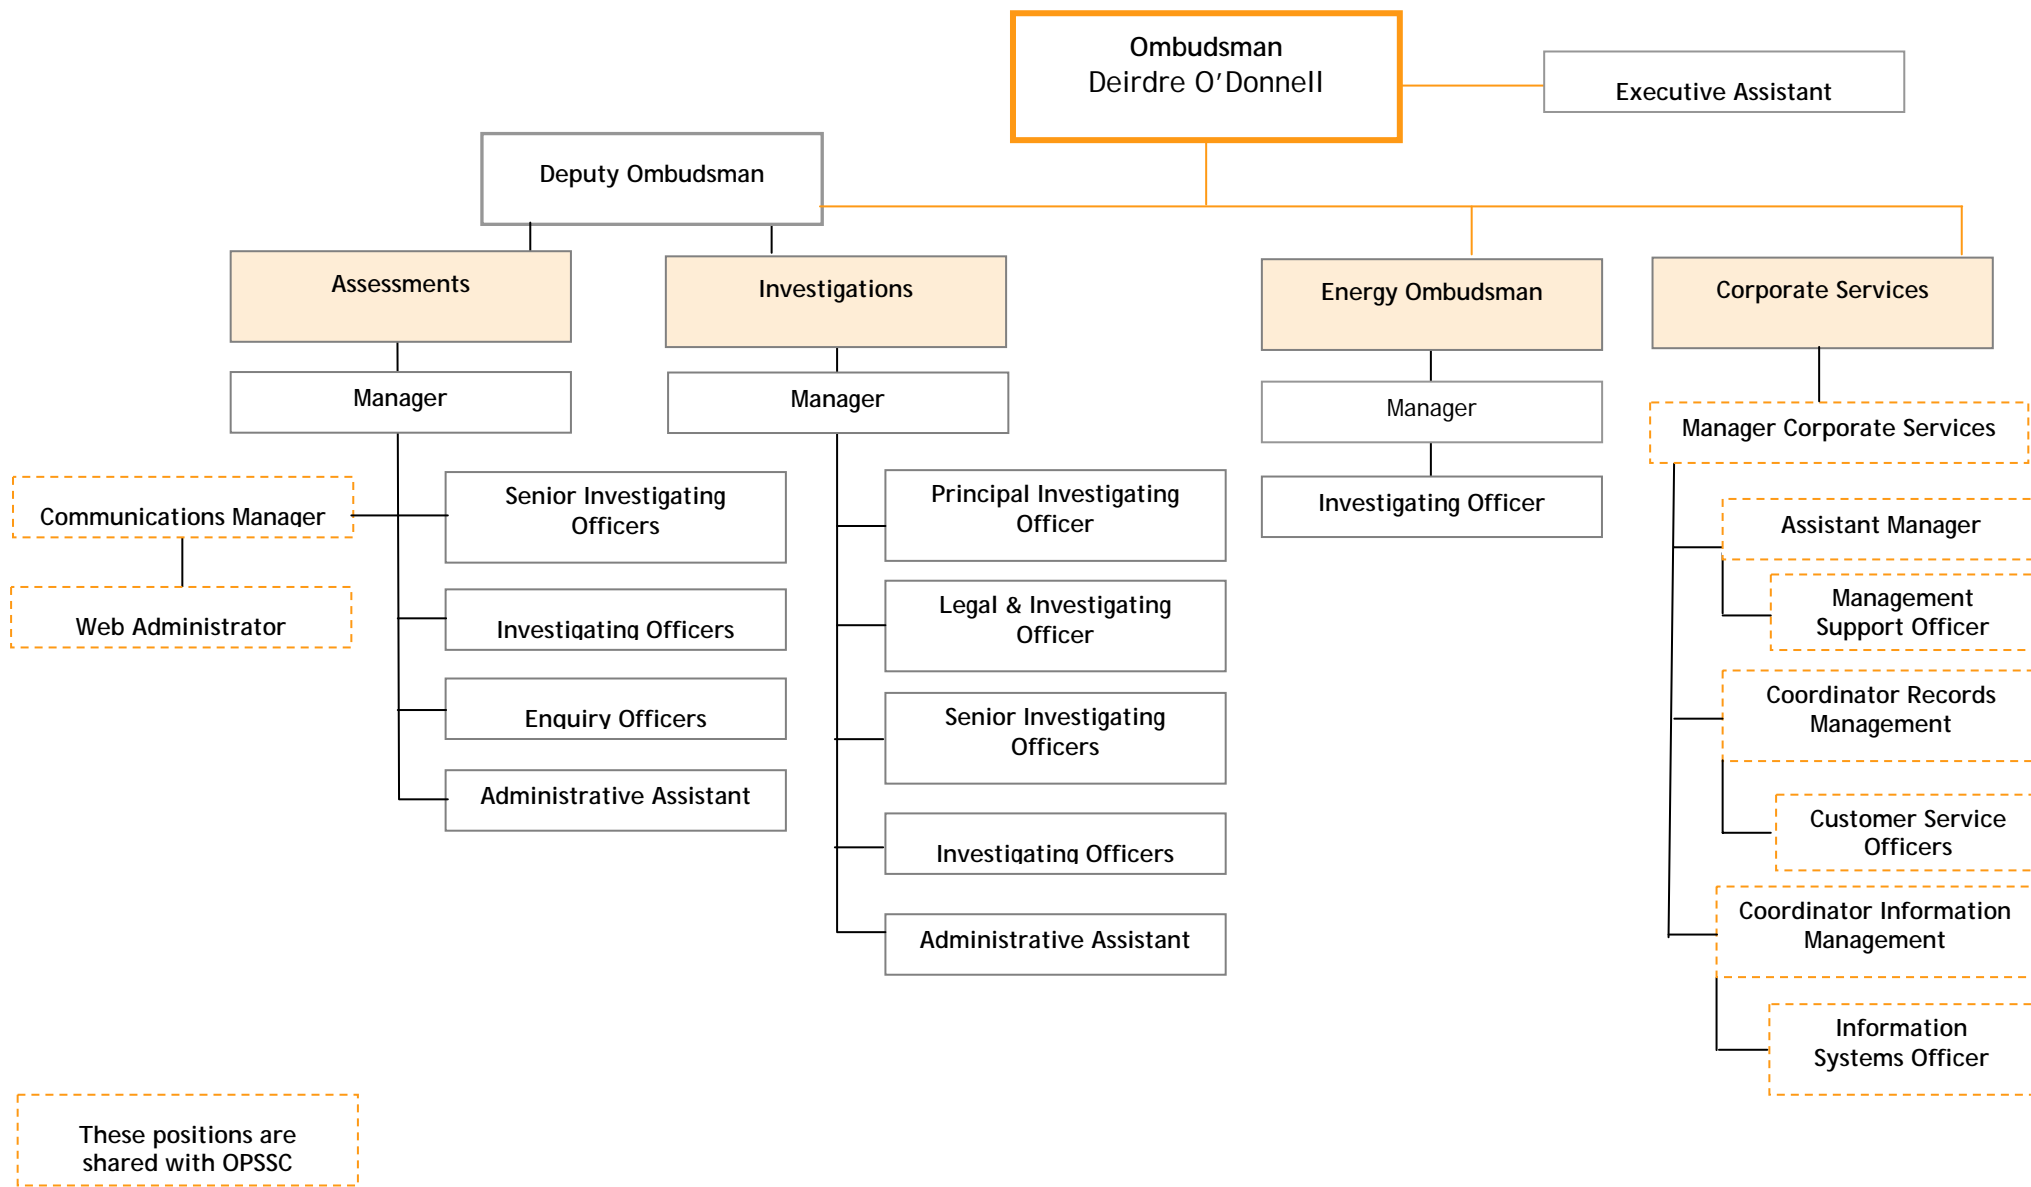 Ombudsman
Deirdre O'Donnell
Executive Assistant
Deputy Ombudsman
Assessments
Investigations
Energy Ombudsman
Corporate Services
Manager
Manager
Manager
Manager Corporate Services
Communications Manager
Web Administrator
Senior Investigating
Officers
Investigating Officers
Enquiry Officers
Administrative Assistant
Principal Investigating
Officer
Legal & Investigating
Officer
Senior Investigating
Officers
Investigating Officers
Administrative Assistant
Investigating Officer
Assistant Manager
Management
Support Officer
Coordinator Records
Management
Customer Service
Officers
Coordinator Information
Management
Information
Systems Officer
These positions are
shared with OPSSC